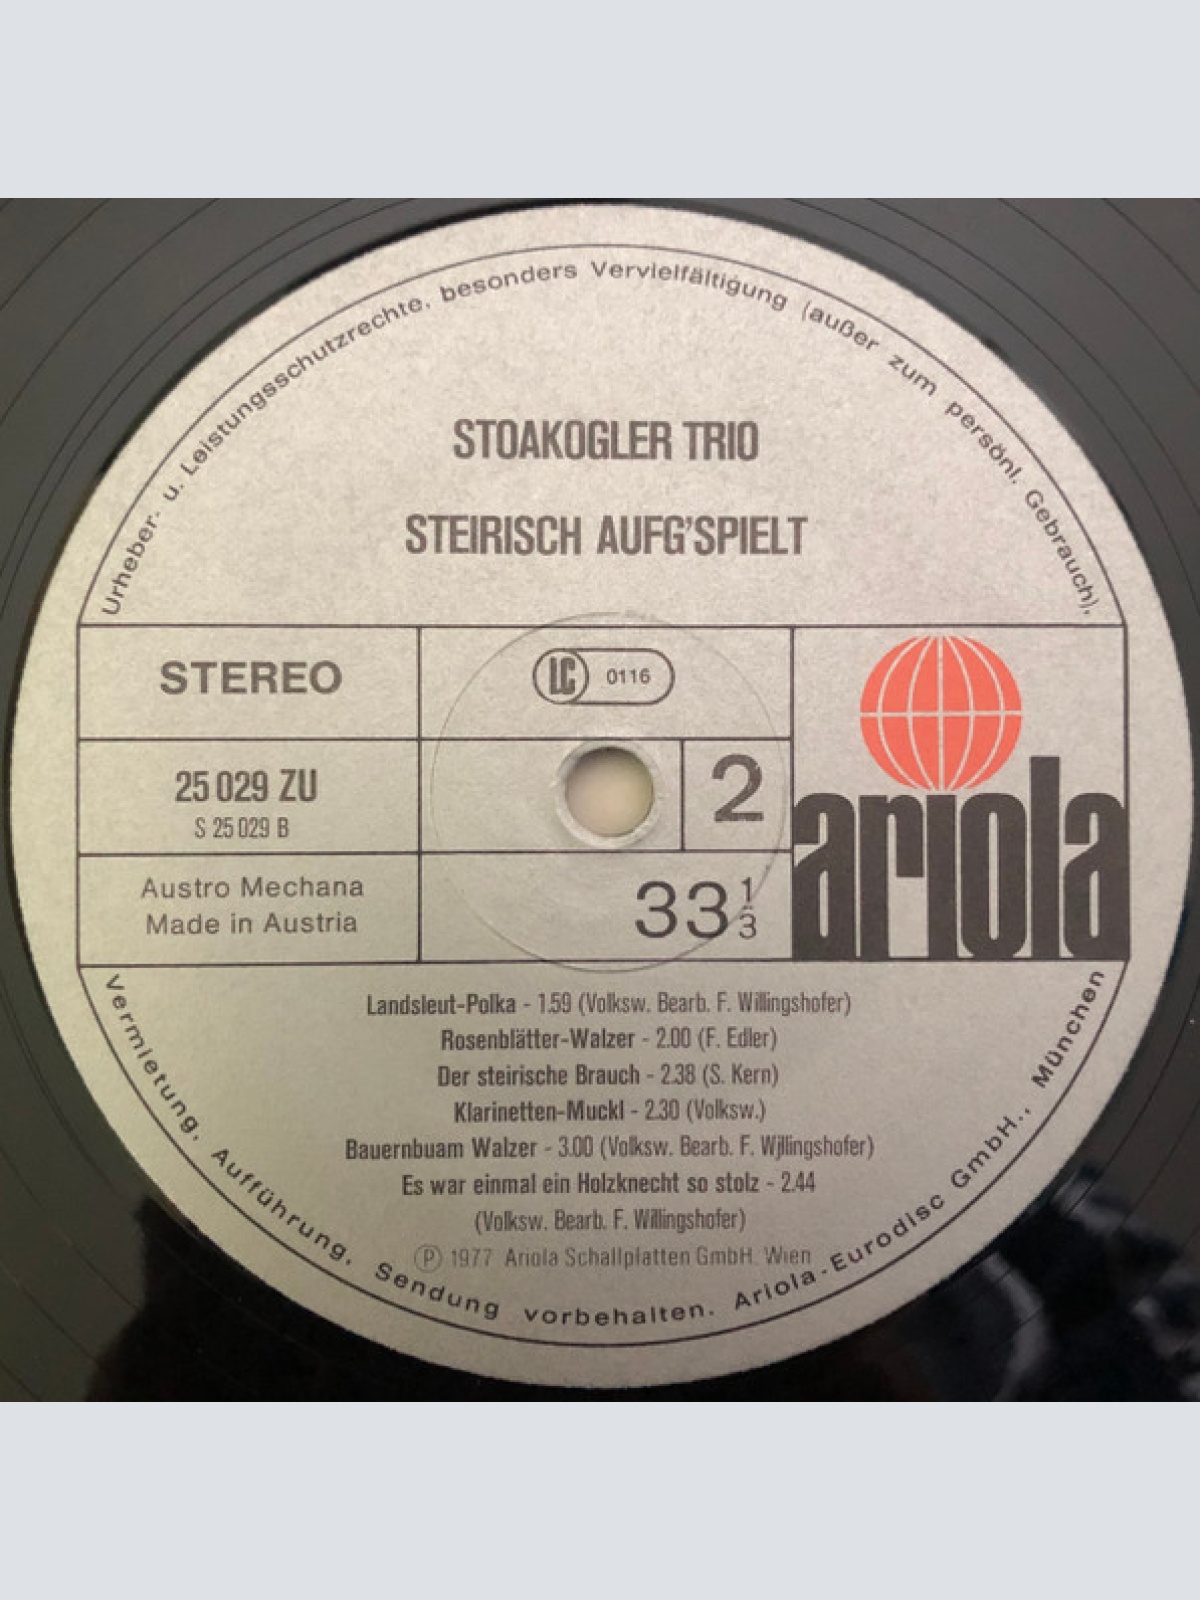 Urheber- u. Leistungsschutzrechte, besonders Vervielfältigung (außer zum persönl. Gebrauch),
STOAKOGLER TRIO
STEIRISCH AUFG'SPIELT
STEREO
LC 0116
25 029 ZU
S 25 029 B
2
ariola
Austro Mechana
Made in Austria
33 1/3
Landsleut-Polka - 1.59 (Volksw. Bearb. F. Willingshofer)
Rosenblätter-Walzer - 2.00 (F. Edler)
Der steirische Brauch - 2.38 (S. Kern)
Klarinetten-Muckl - 2.30 (Volksw.)
Bauernbuam Walzer - 3.00 (Volksw. Bearb. F. Willingshofer)
Es war einmal ein Holzknecht so stolz - 2.44
(Volksw. Bearb. F. Willingshofer)
Ⓟ 1977 Ariola Schallplatten GmbH. Wien
Vermietung, Aufführung, Sendung vorbehalten. Ariola-Eurodisc GmbH., München